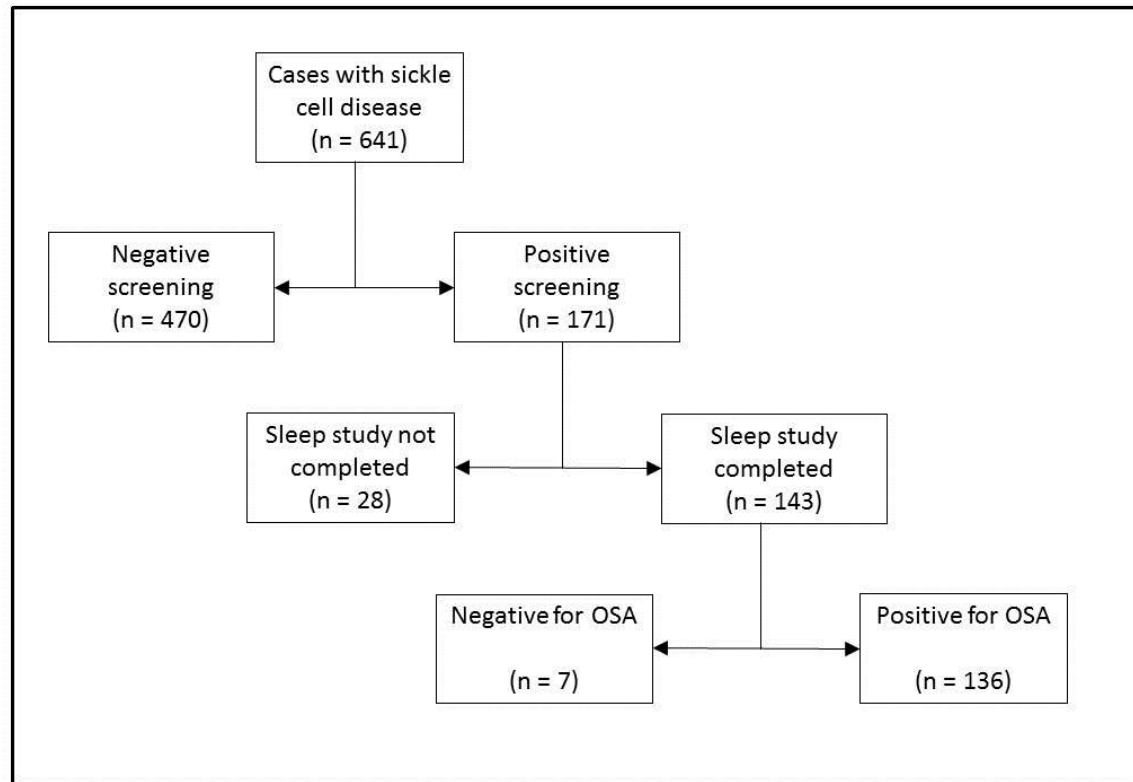 Cases with sickle
cell disease
(n = 641)
Negative
screening
(n = 470)
Positive
screening
(n = 171)
Sleep study not
completed
(n = 28)
Sleep study
completed
(n = 143)
Negative for OSA
(n = 7)
Positive for OSA
(n = 136)